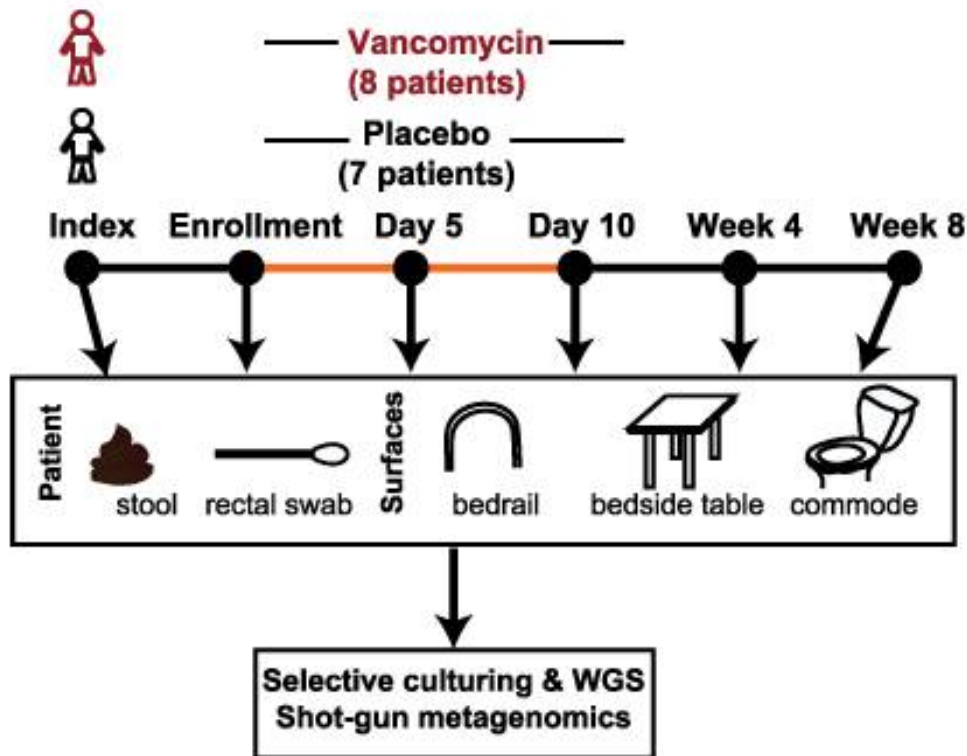 Vancomycin
(8 patients)
Placebo
(7 patients)
Index Enrollment Day 5 Day 10 Week 4 Week 8
Patient
stool
rectal swab
Surfaces
bedrail
bedside table
commode
Selective culturing & WGS
Shot-gun metagenomics